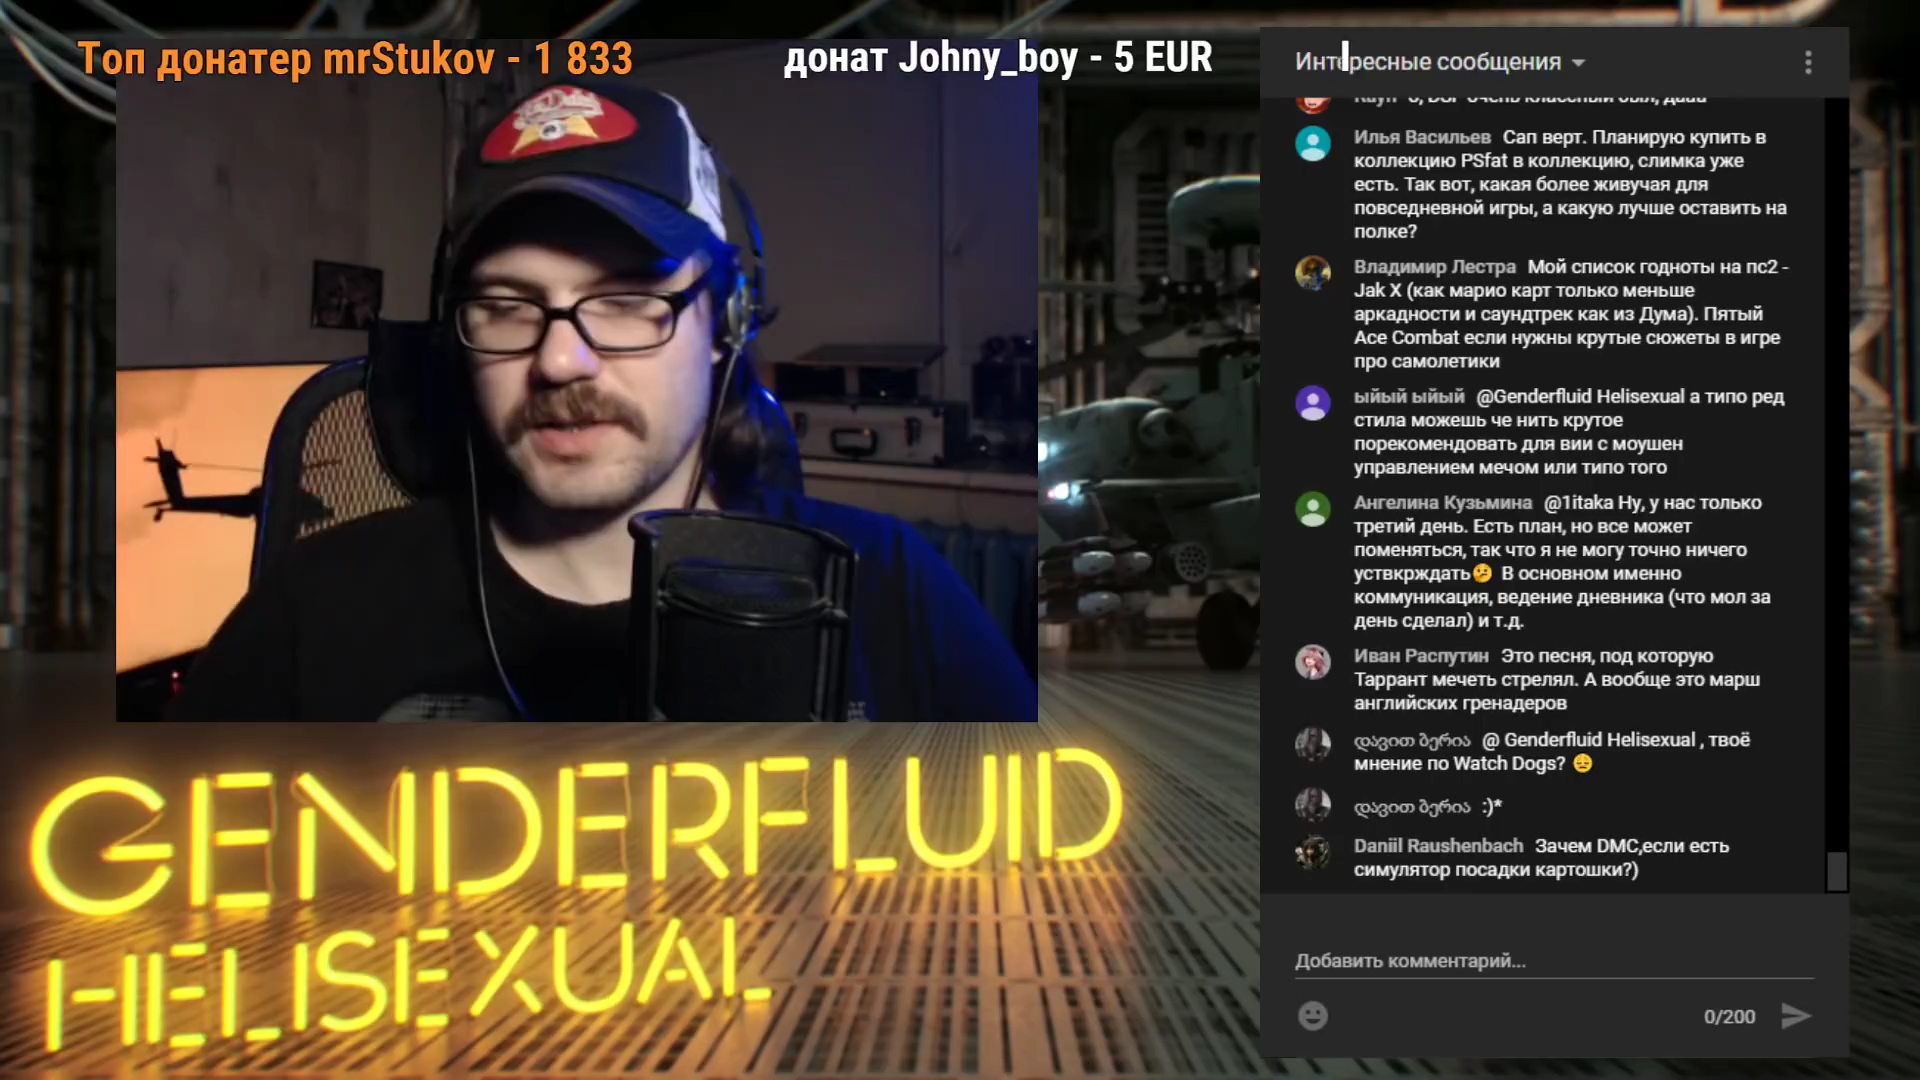 Топ донатер mrStukov - 1 833
донат Johny_boy - 5 EUR
GENDERFLUID
HELISEXUAL
Интересные сообщения
Илья Васильев Сап верт. Планирую купить в
коллекцию PSfat в коллекцию, слимка уже
есть. Так вот, какая более живучая для
повседневной игры, а какую лучше оставить на
полке?
Владимир Лестра Мой список годноты на пс2 -
Jak X (как марио карт только меньше
аркадности и саундтрек как из Дума). Пятый
Ace Combat если нужны крутые сюжеты в игре
про самолетики
ыйый ыйый @Genderfluid Helisexual а типо ред
стила можешь че нить крутое
порекомендовать для вии с моушен
управлением мечом или типо того
Ангелина Кузьмина @1itaka Ну, у нас только
третий день. Есть план, но все может
поменяться, так что я не могу точно ничего
уствкрждать🫤 В основном именно
коммуникация, ведение дневника (что мол за
день сделал) и т.д.
Иван Распутин Это песня, под которую
Таррант мечеть стрелял. А вообще это марш
английских гренадеров
დავით ბერია @ Genderfluid Helisexual , твоё
мнение по Watch Dogs? 😔
დავით ბერია :)*
Daniil Raushenbach Зачем DMC,если есть
симулятор посадки картошки?)
Добавить комментарий...
0/200